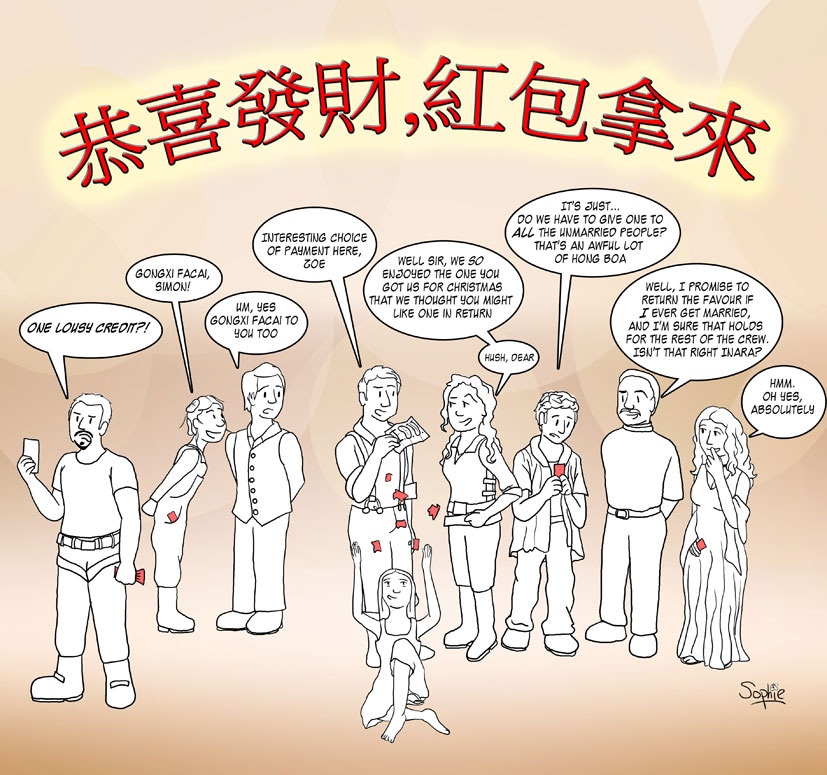 恭喜發財,紅包拿來
ONE LOUSY CREDIT?!
GONGXI FACAI,
SIMON!
UM, YES
GONGXI FACAI TO
YOU TOO
INTERESTING CHOICE
OF PAYMENT HERE,
ZOE
WELL SIR, WE SO
ENJOYED THE ONE YOU
GOT US FOR CHRISTMAS
THAT WE THOUGHT YOU MIGHT
LIKE ONE IN RETURN
HUSH, DEAR
IT'S JUST...
DO WE HAVE TO GIVE ONE TO
ALL THE UNMARRIED PEOPLE?
THAT'S AN AWFUL LOT
OF HONG BOA
WELL, I PROMISE TO
RETURN THE FAVOUR IF
I EVER GET MARRIED,
AND I'M SURE THAT HOLDS
FOR THE REST OF THE CREW.
ISN'T THAT RIGHT INARA?
HMM.
OH YES,
ABSOLUTELY
Sophie